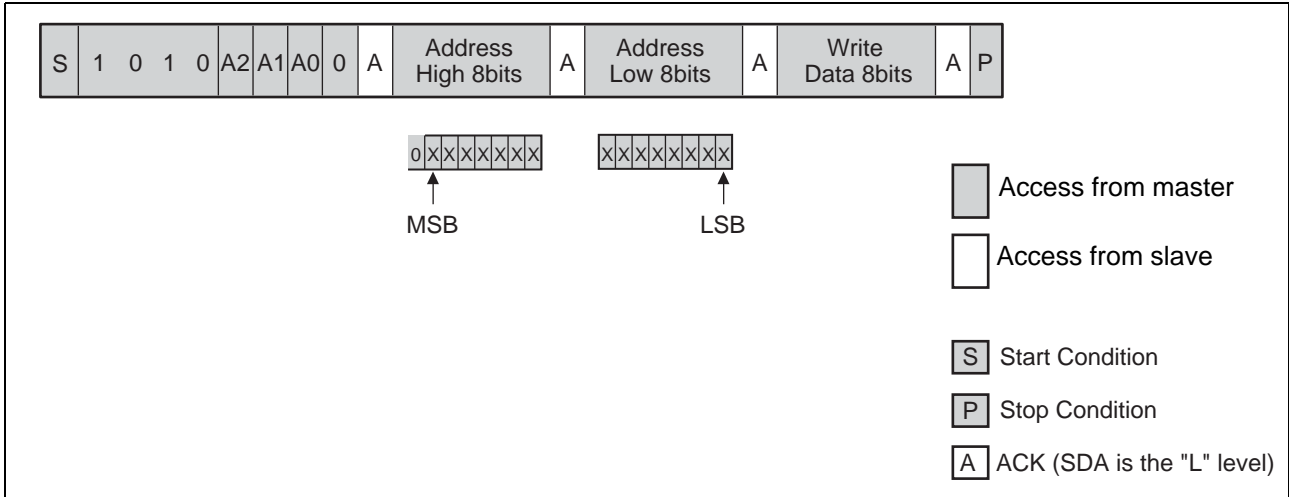 S 1 0 1 0 A2 A1 A0 0 A Address High 8bits A Address Low 8bits A Write Data 8bits A P
0 X X X X X X X X X X X X X X X
MSB LSB
Access from master
Access from slave
S Start Condition
P Stop Condition
A ACK (SDA is the "L" level)